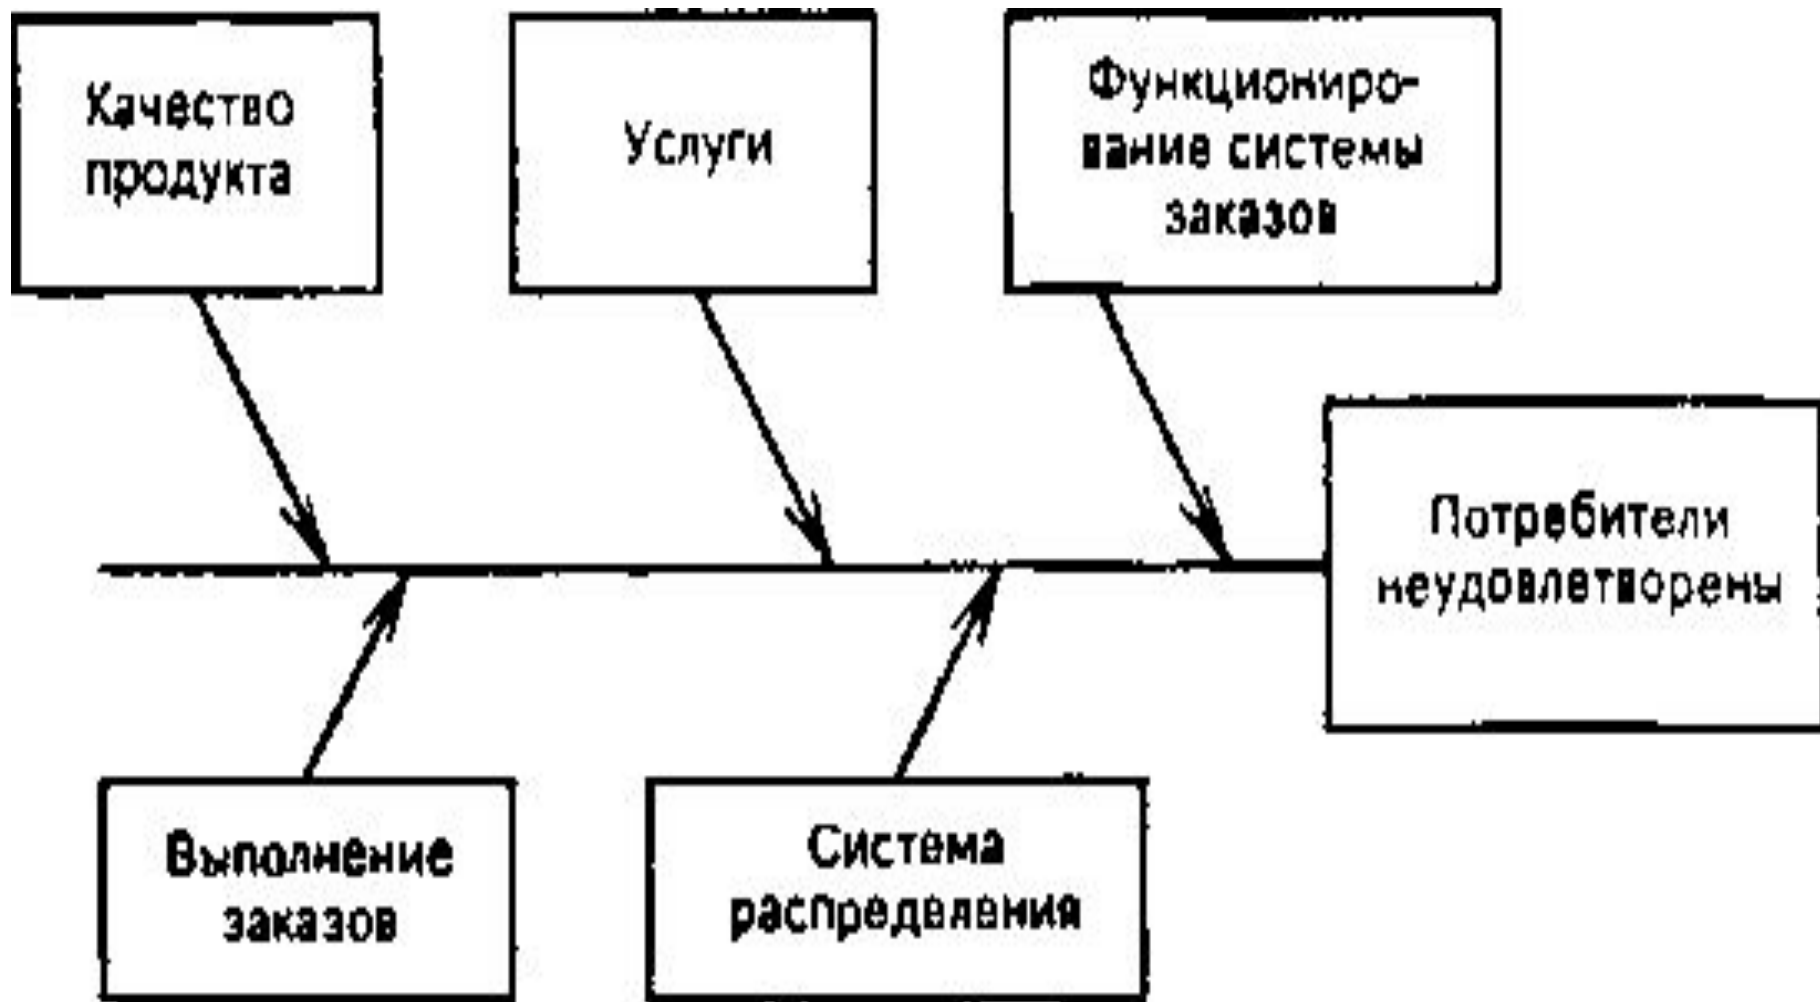 Качество
продукта
Услуги
Функциониро-
вание системы
заказов
Потребители
неудовлетворены
Выполнение
заказов
Система
распределения